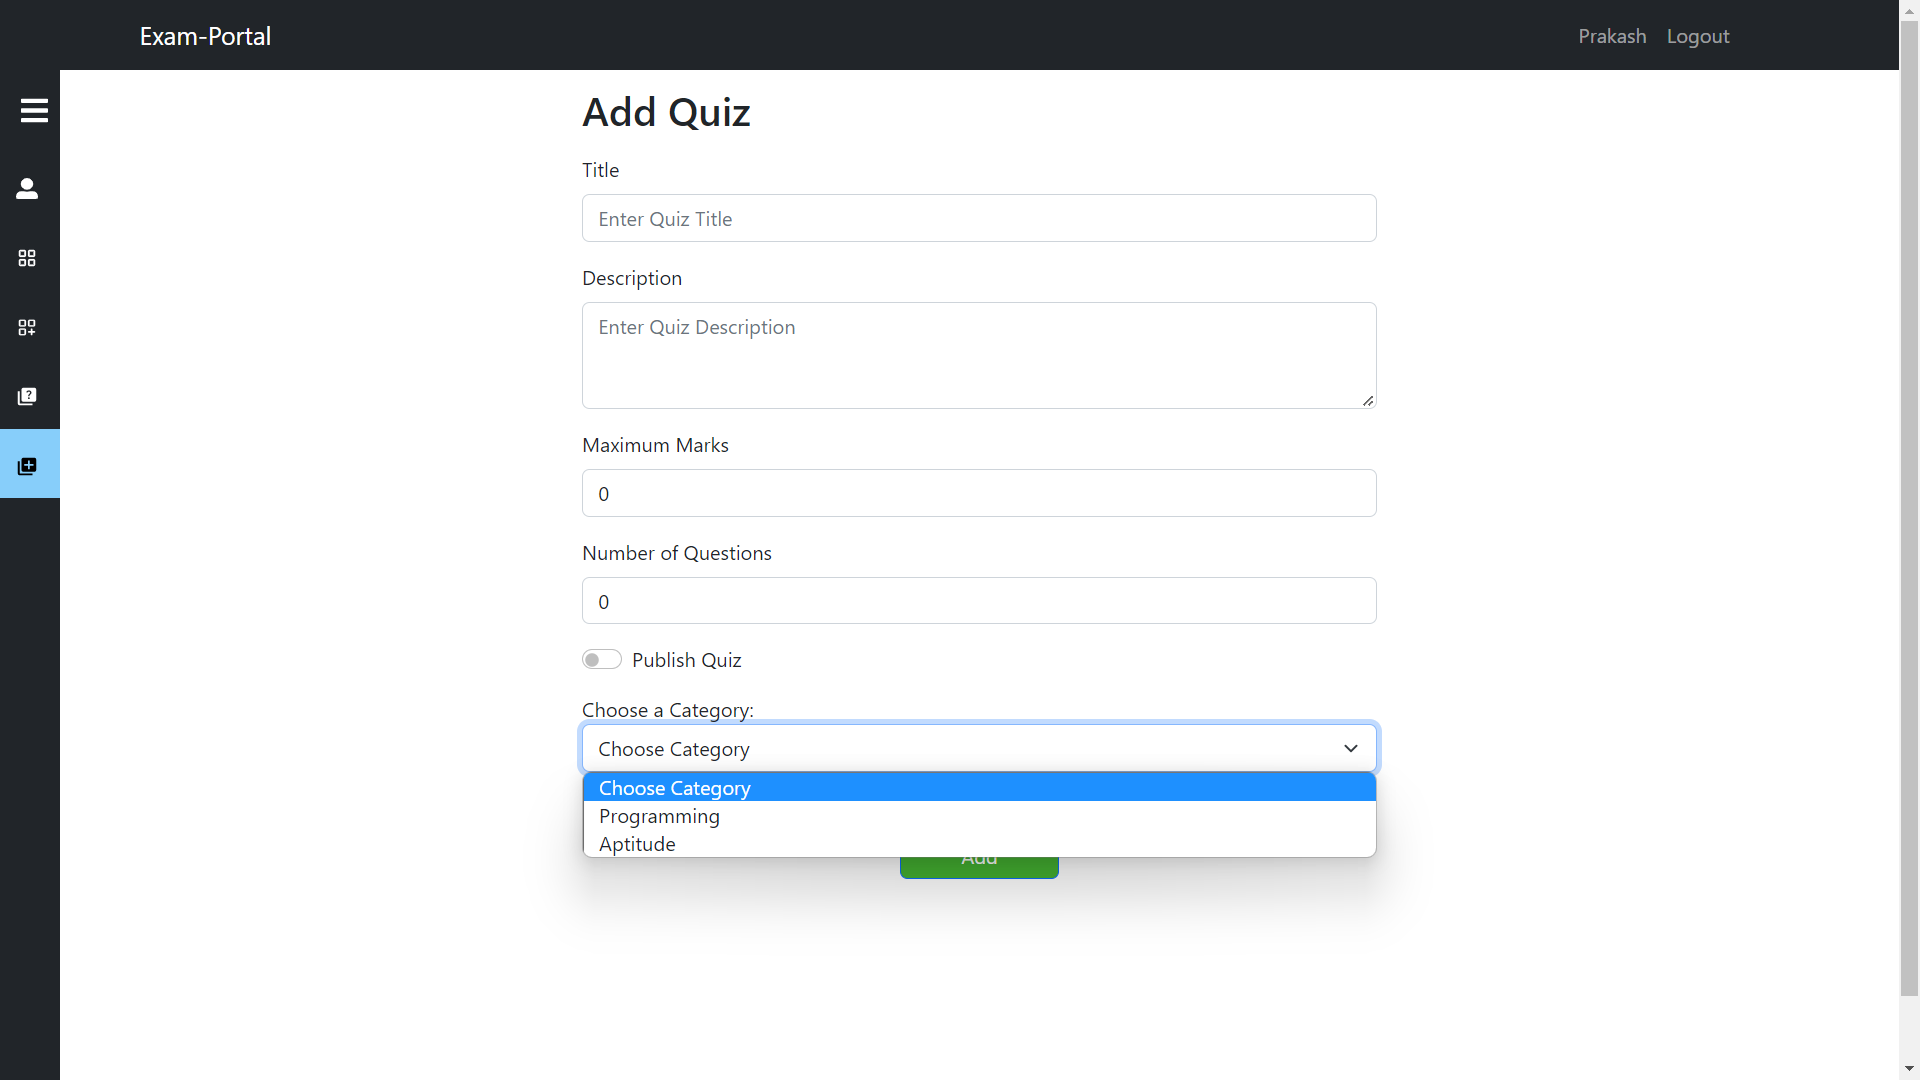 Exam-Portal
Prakash Logout
Add Quiz
Title
Enter Quiz Title
Description
Enter Quiz Description
Maximum Marks
0
Number of Questions
0
Publish Quiz
Choose a Category:
Choose Category
Choose Category
Programming
Aptitude
Add